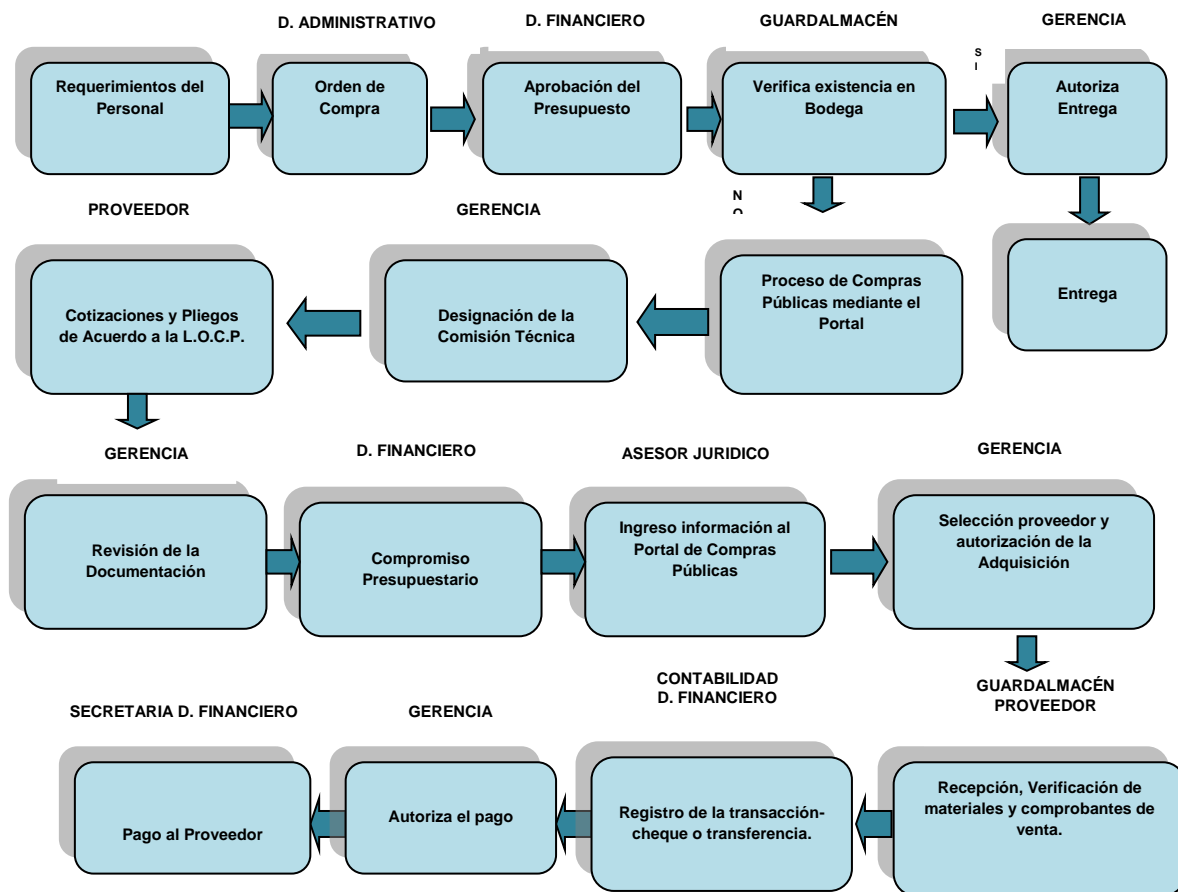 D. ADMINISTRATIVO
D. FINANCIERO
GUARDALMACÉN
GERENCIA
Requerimientos del
Personal
Orden de
Compra
Aprobación del
Presupuesto
Verifica existencia en
Bodega
S
I
Autoriza
Entrega
N
O
PROVEEDOR
GERENCIA
Cotizaciones y Pliegos
de Acuerdo a la L.O.C.P.
Designación de la
Comisión Técnica
Proceso de Compras
Públicas mediante el
Portal
Entrega
GERENCIA
D. FINANCIERO
ASESOR JURIDICO
GERENCIA
Revisión de la
Documentación
Compromiso
Presupuestario
Ingreso información al
Portal de Compras
Públicas
Selección proveedor y
autorización de la
Adquisición
SECRETARIA D. FINANCIERO
GERENCIA
CONTABILIDAD
D. FINANCIERO
GUARDALMACÉN
PROVEEDOR
Pago al Proveedor
Autoriza el pago
Registro de la transacción-
cheque o transferencia.
Recepción, Verificación de
materiales y comprobantes de
venta.